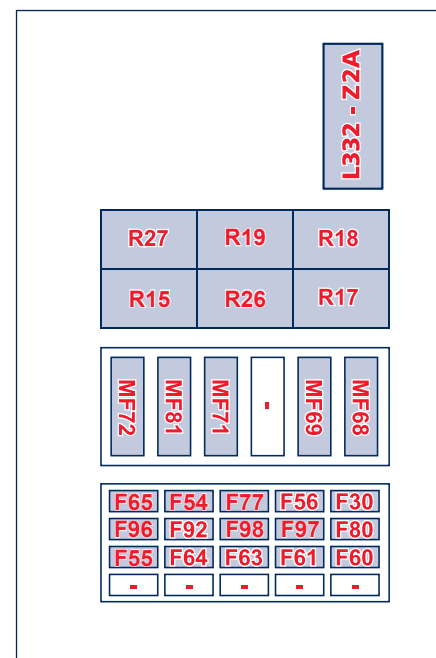 L332 - Z2A
R27 R19 R18
R15 R26 R17
MF72 MF81 MF71 - MF69 MF68
F65 F54 F77 F56 F30
F96 F92 F98 F97 F80
F55 F64 F63 F61 F60
- - - - -